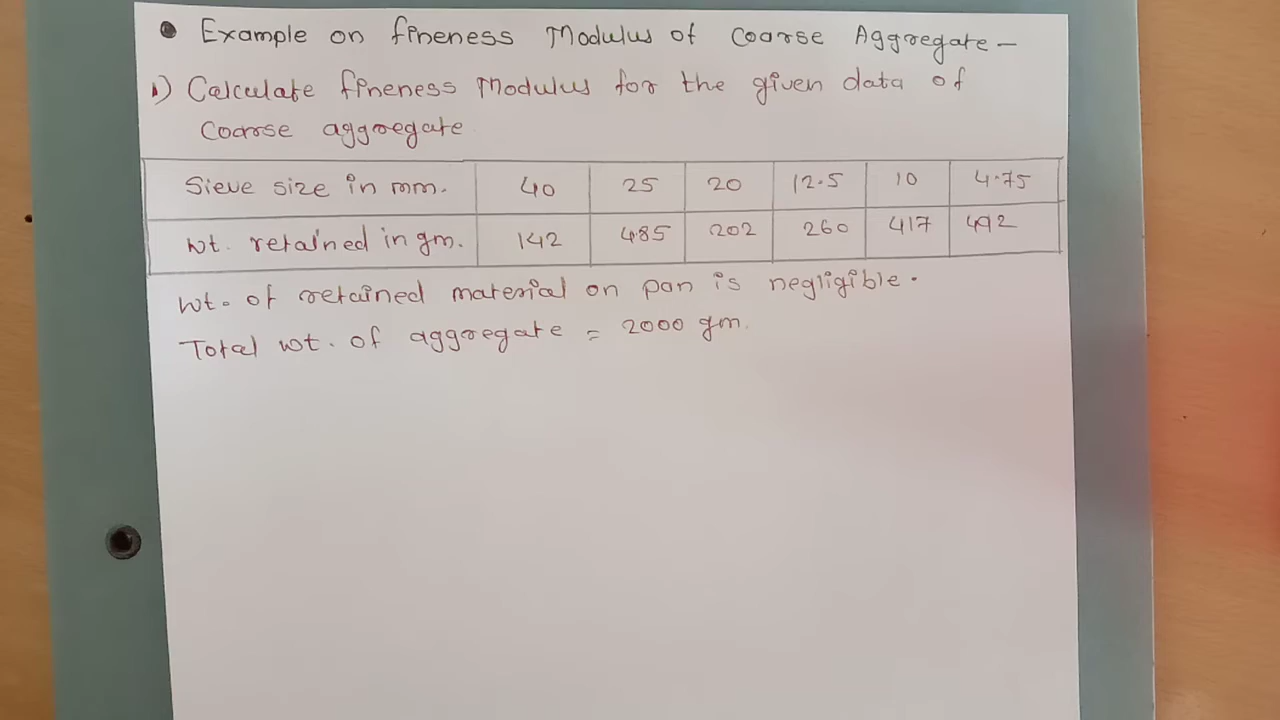 • Example on fineness Modulus of Coarse Aggregate -
1) Calculate fineness Modulus for the given data of
Coarse aggregate
Sieve size in mm. 40 25 20 12.5 10 4.75
wt. retained in gm. 142 485 202 260 417 492
wt. of retained material on pan is negligible.
Total wt. of aggregate = 2000 gm.